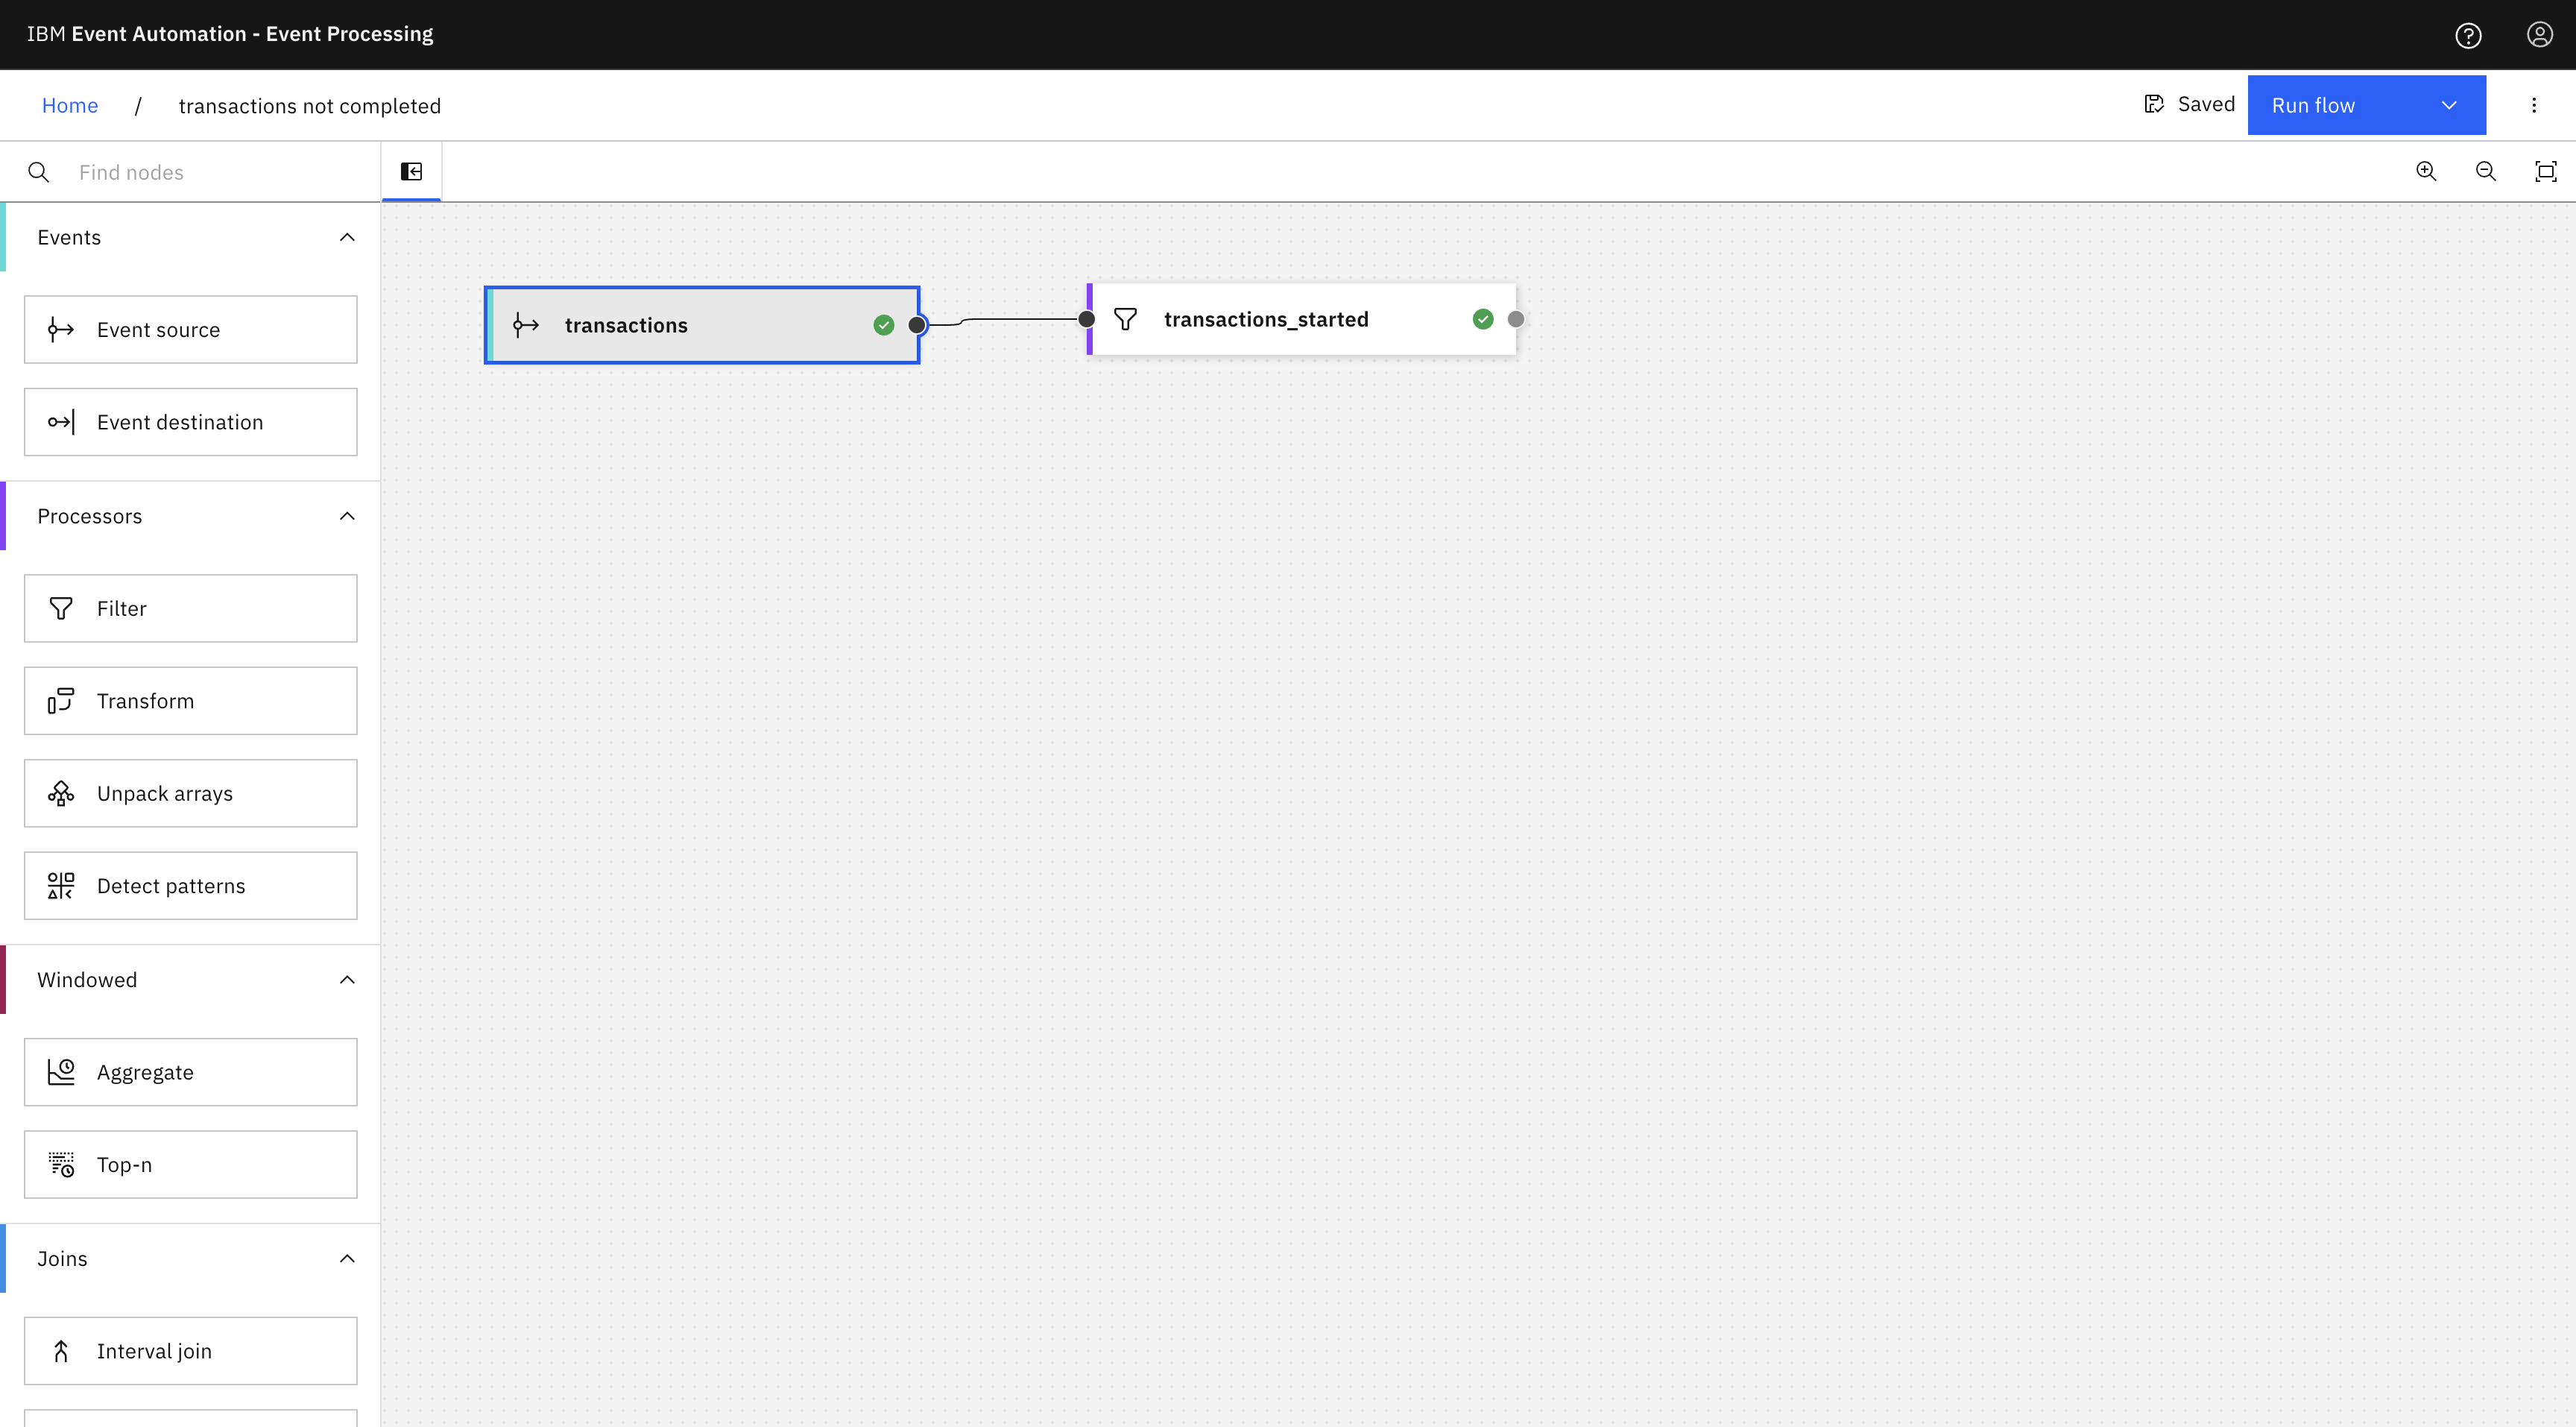 IBM Event Automation - Event Processing
Home / transactions not completed
Saved
Run flow
Find nodes
Events
Event source
Event destination
Processors
Filter
Transform
Unpack arrays
Detect patterns
Windowed
Aggregate
Top-n
Joins
Interval join
transactions
transactions_started